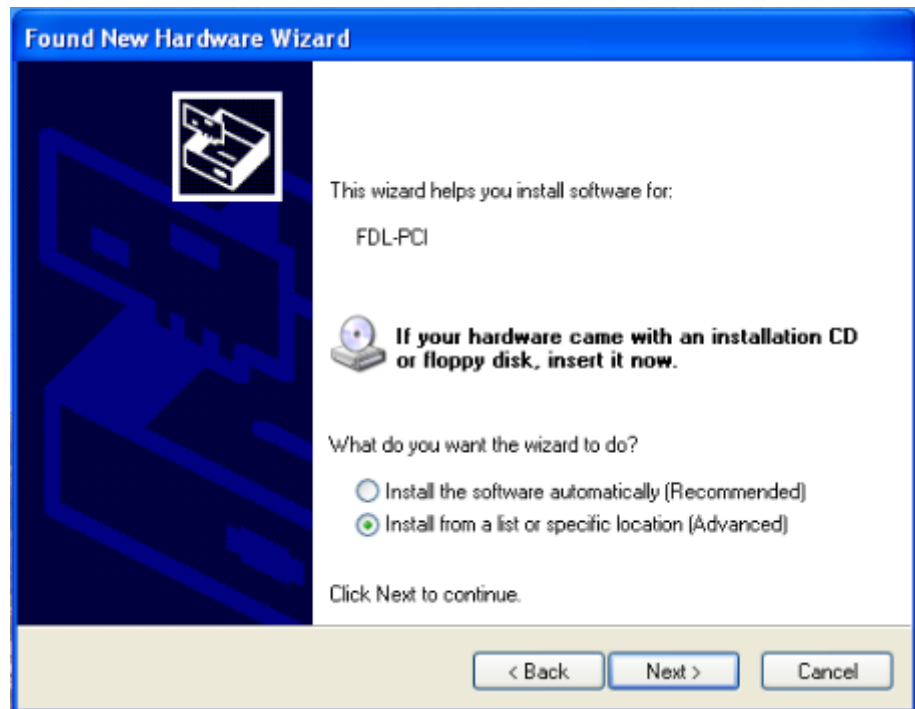 Found New Hardware Wizard
This wizard helps you install software for:
FDL-PCI
If your hardware came with an installation CD
or floppy disk, insert it now.
What do you want the wizard to do?
Install the software automatically (Recommended)
Install from a list or specific location (Advanced)
Click Next to continue.
< Back Next > Cancel